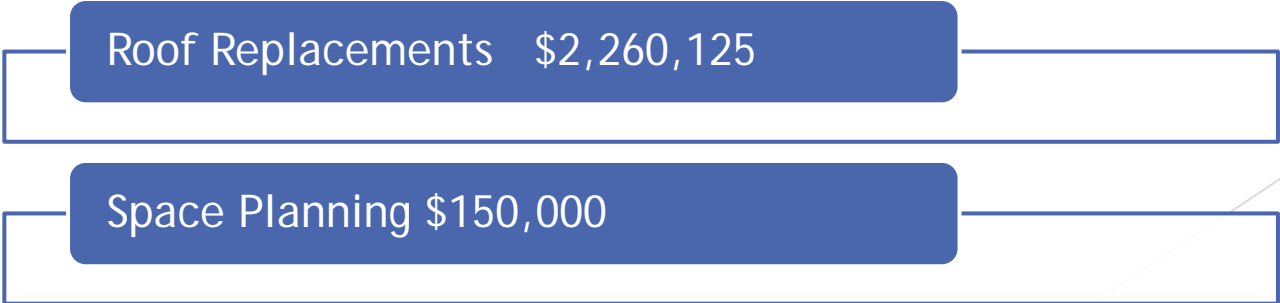 Roof Replacements $2,260,125
Space Planning $150,000